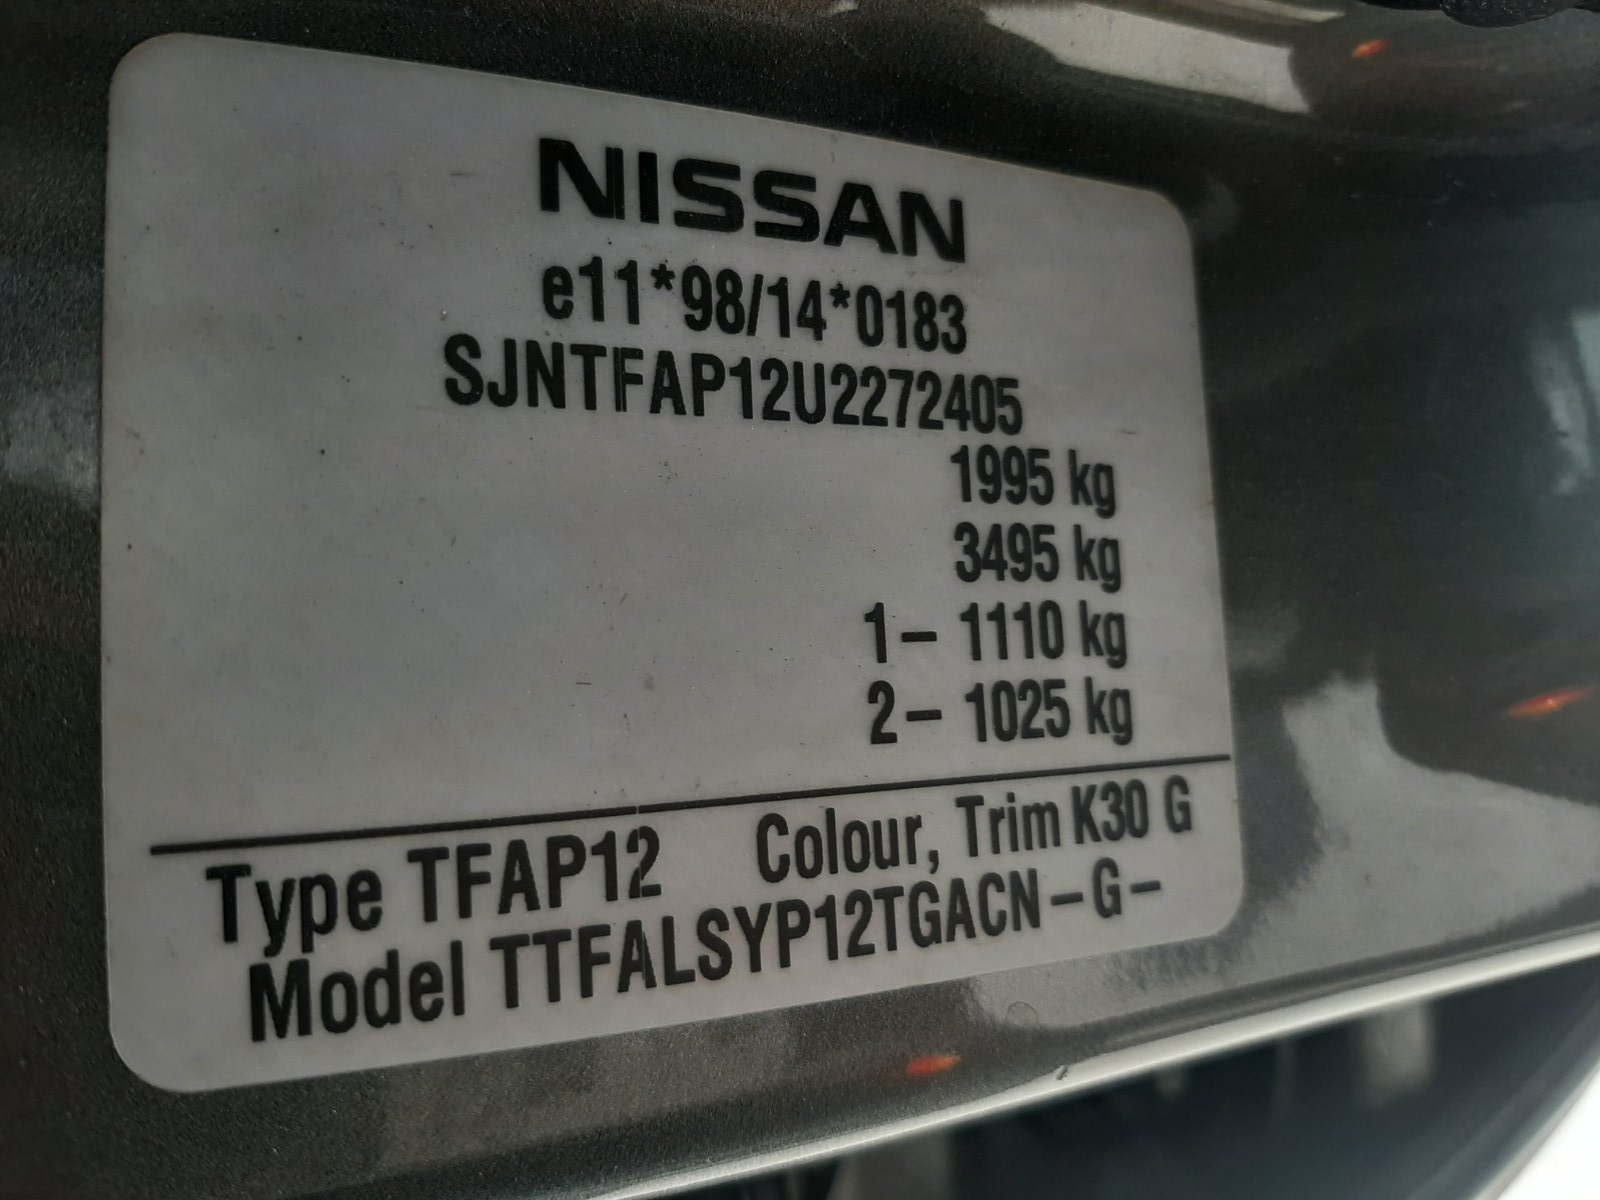 NISSAN
e11*98/14*0183
SJNTFAP12U2272405
1995 kg
3495 kg
1- 1110 kg
2- 1025 kg
Type TFAP12 Colour, Trim K30 G
Model TTFALSYP12TGACN-G-